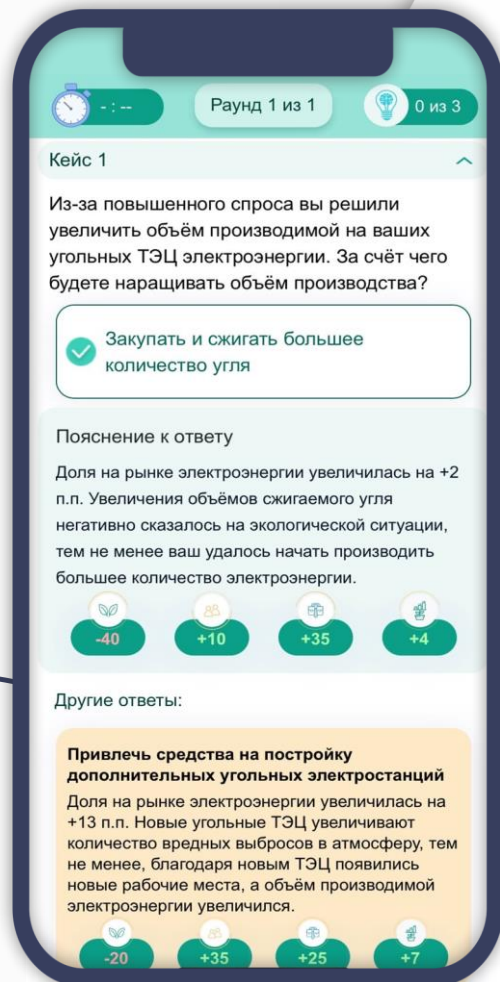 - : --
Раунд 1 из 1
0 из 3
Кейс 1
Из-за повышенного спроса вы решили
увеличить объём производимой на ваших
угольных ТЭЦ электроэнергии. За счёт чего
будете наращивать объём производства?
Закупать и сжигать большее
количество угля
Пояснение к ответу
Доля на рынке электроэнергии увеличилась на +2
п.п. Увеличения объёмов сжигаемого угля
негативно сказалось на экологической ситуации,
тем не менее ваш удалось начать производить
большее количество электроэнергии.
-40
+10
+35
+4
Другие ответы:
Привлечь средства на постройку
дополнительных угольных электростанций
Доля на рынке электроэнергии увеличилась на
+13 п.п. Новые угольные ТЭЦ увеличивают
количество вредных выбросов в атмосферу, тем
не менее, благодаря новым ТЭЦ появились
новые рабочие места, а объём производимой
электроэнергии увеличился.
-20
+35
+25
+7